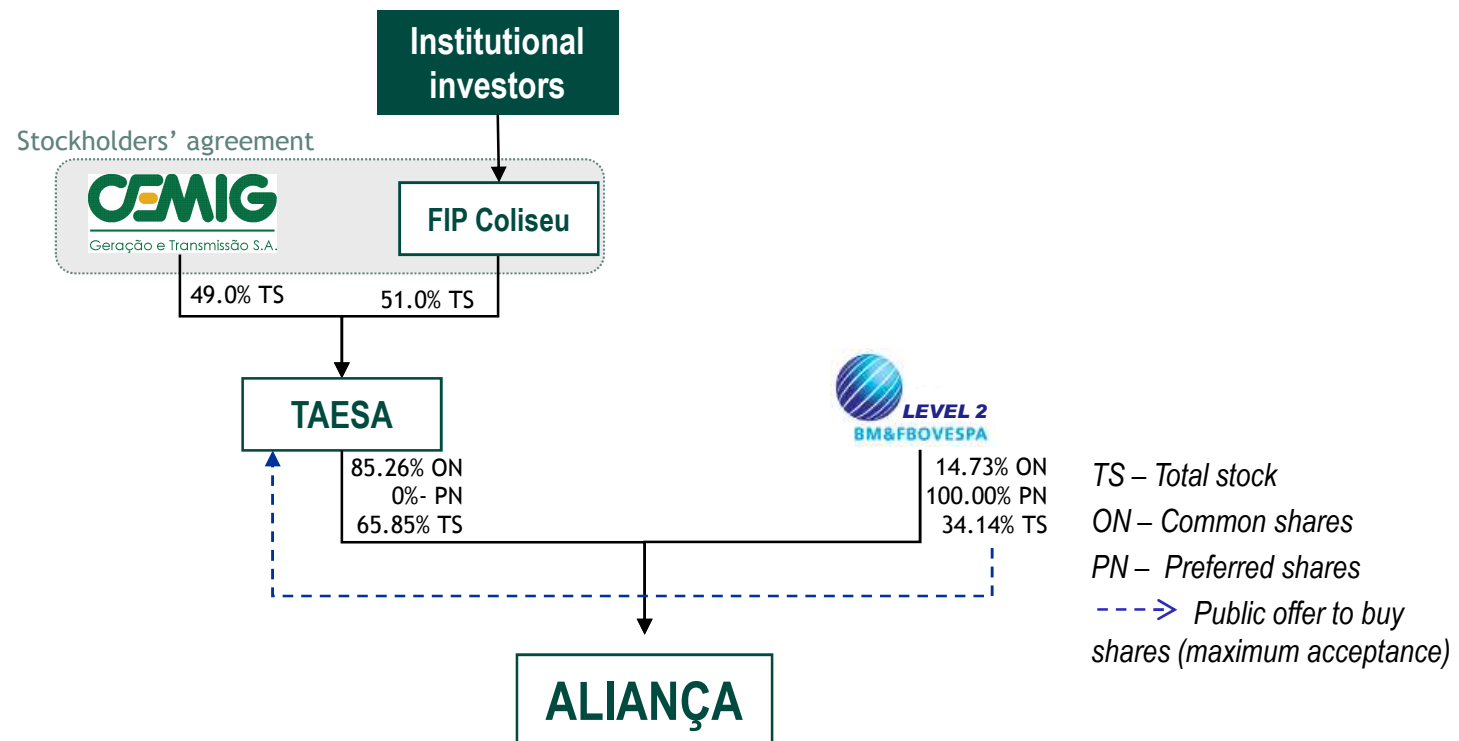 Institutional
investors
Stockholders’ agreement
CEMIG
Geração e Transmissão S.A.
FIP Coliseu
49.0% TS
51.0% TS
TAESA
LEVEL 2
BM&FBOVESPA
85.26% ON
0%- PN
65.85% TS
14.73% ON
100.00% PN
34.14% TS
TS – Total stock
ON – Common shares
PN – Preferred shares
Public offer to buy
shares (maximum acceptance)
ALIANÇA